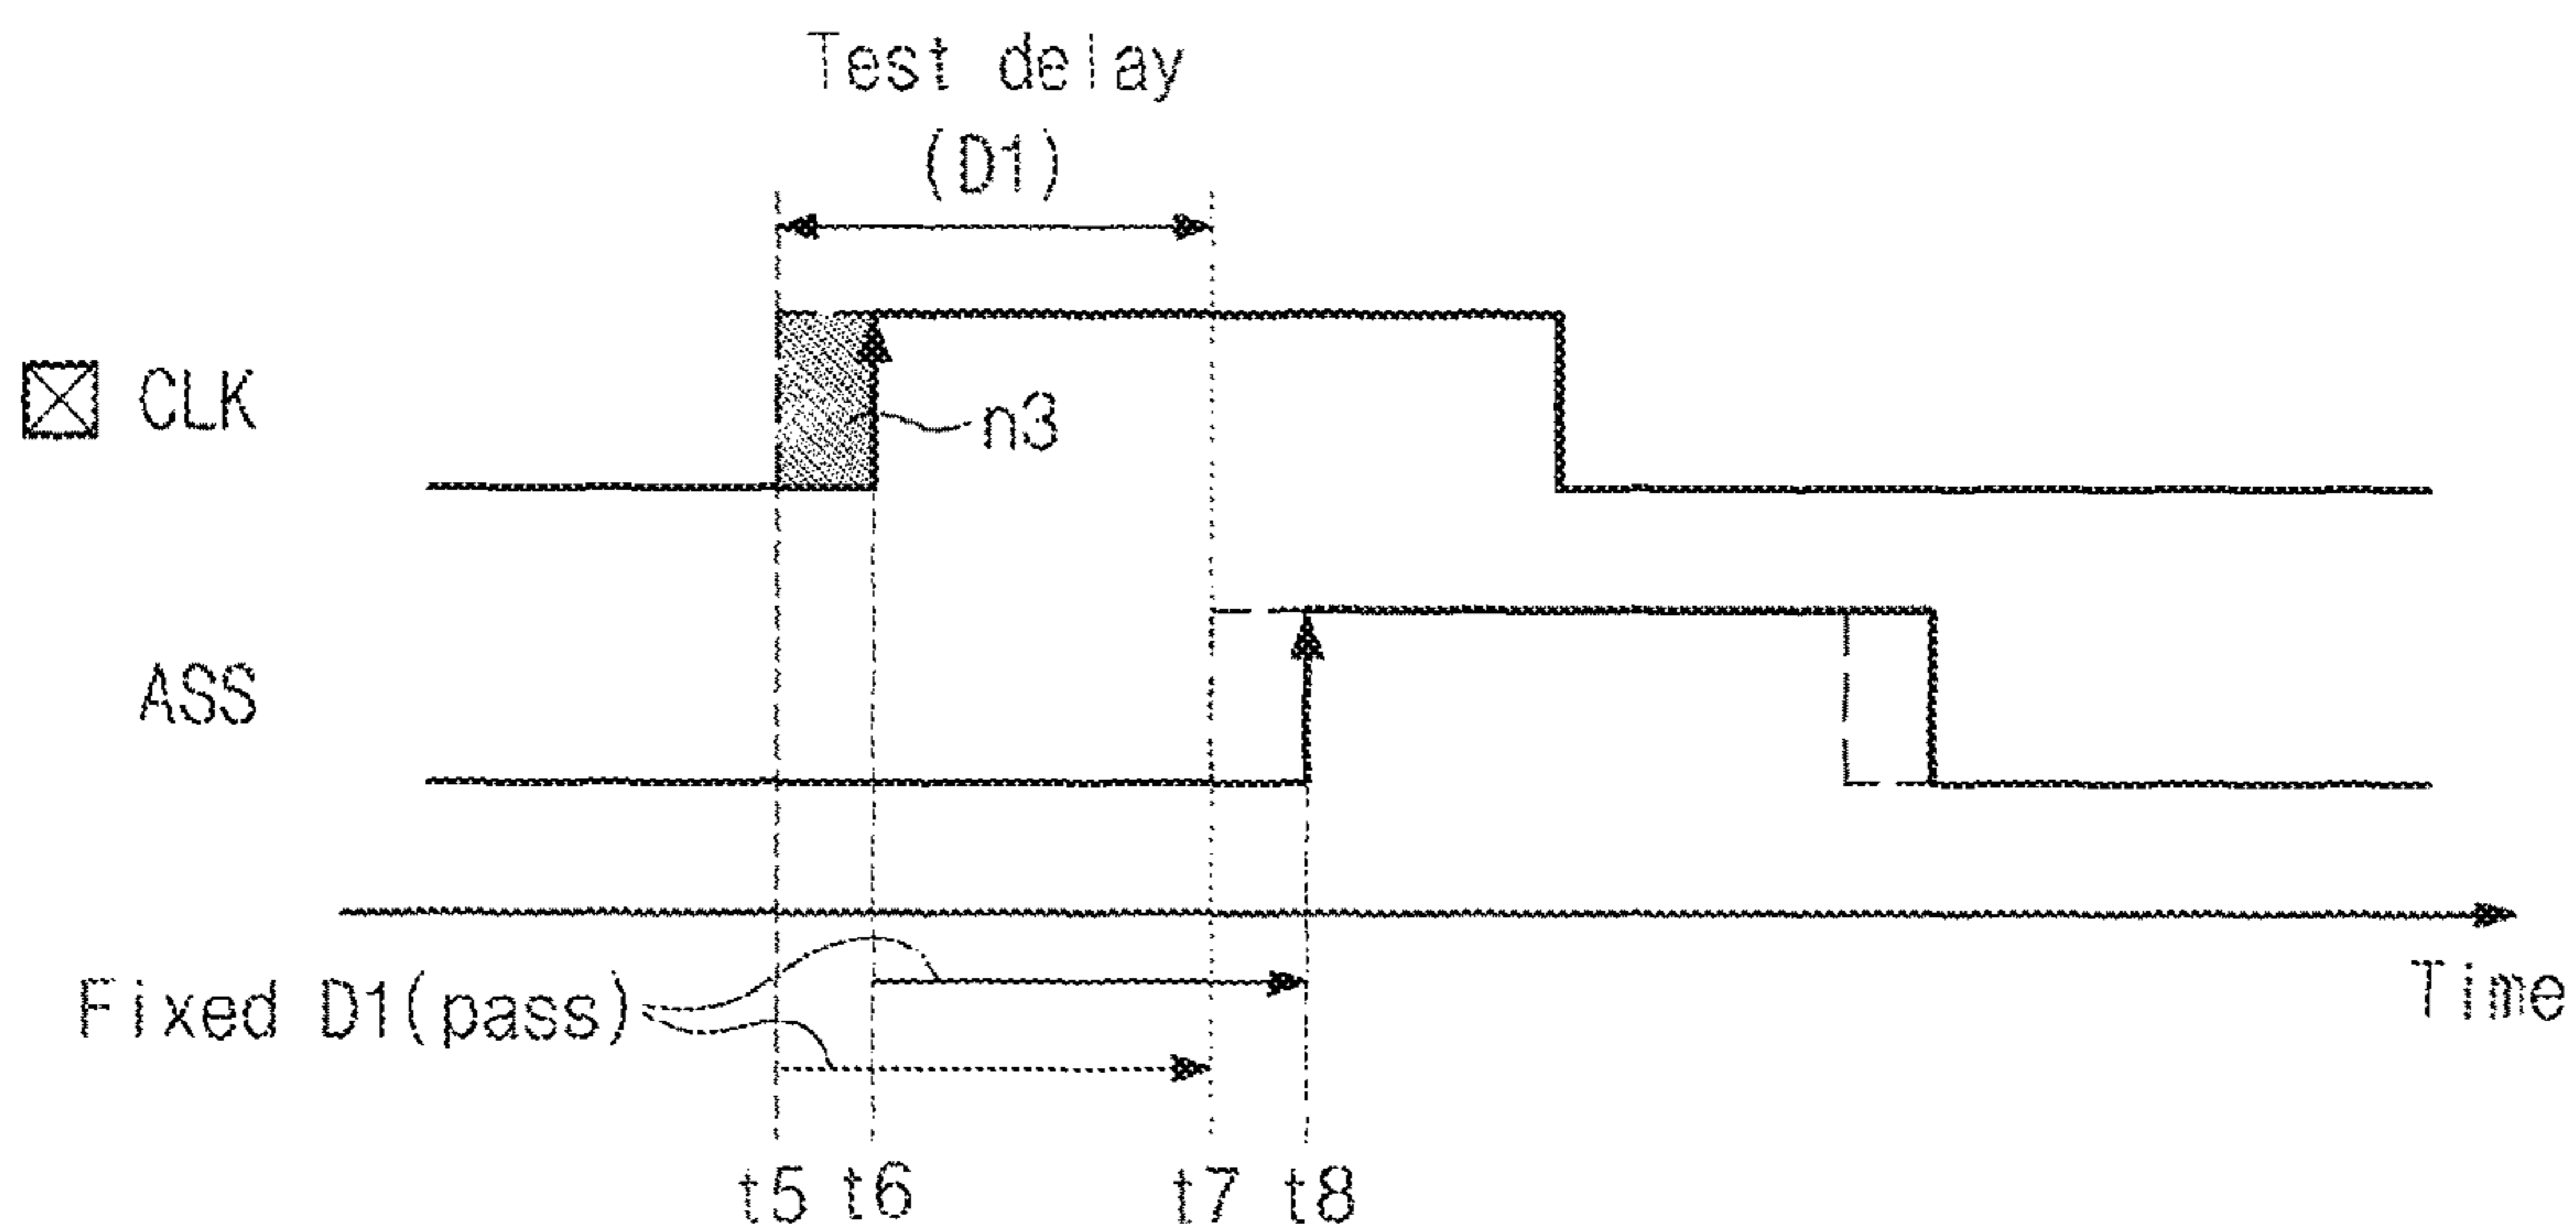 Test delay
(D1)
CLK
n3
ASS
Time
Fixed D1(pass)
t5 t6 t7 t8